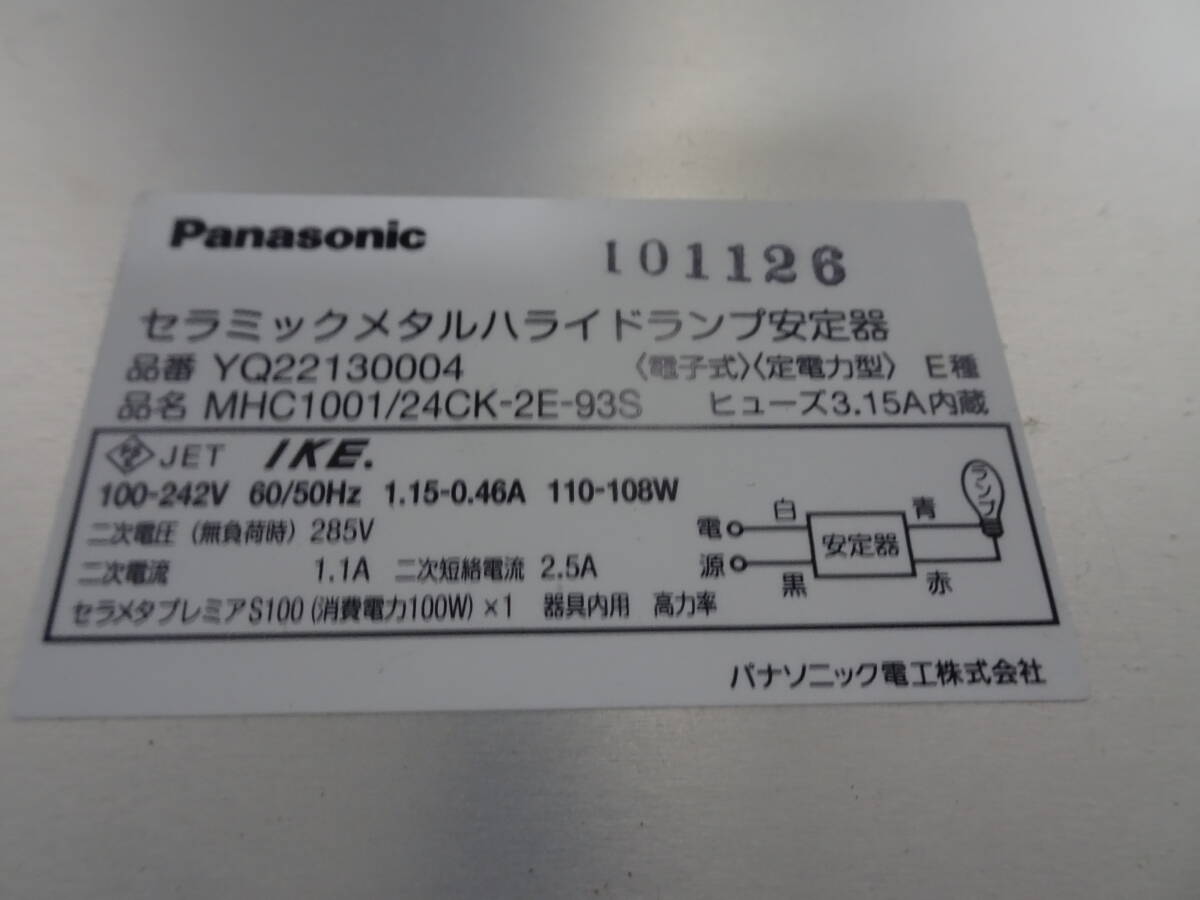 Panasonic
101126
セラミックメタルハライドランプ安定器
品番 YQ22130004 〈電子式〉〈定電力型〉 E種
品名 MHC1001/24CK-2E-93S ヒューズ3.15A内蔵
JET IKE.
100-242V 60/50Hz 1.15-0.46A 110-108W
二次電圧 (無負荷時) 285V
二次電流 1.1A 二次短絡電流 2.5A
セラメタプレミアS100 (消費電力100W) ×1 器具内用 高力率
電源
白
黒
安定器
青
赤
ランプ
パナソニック電工株式会社